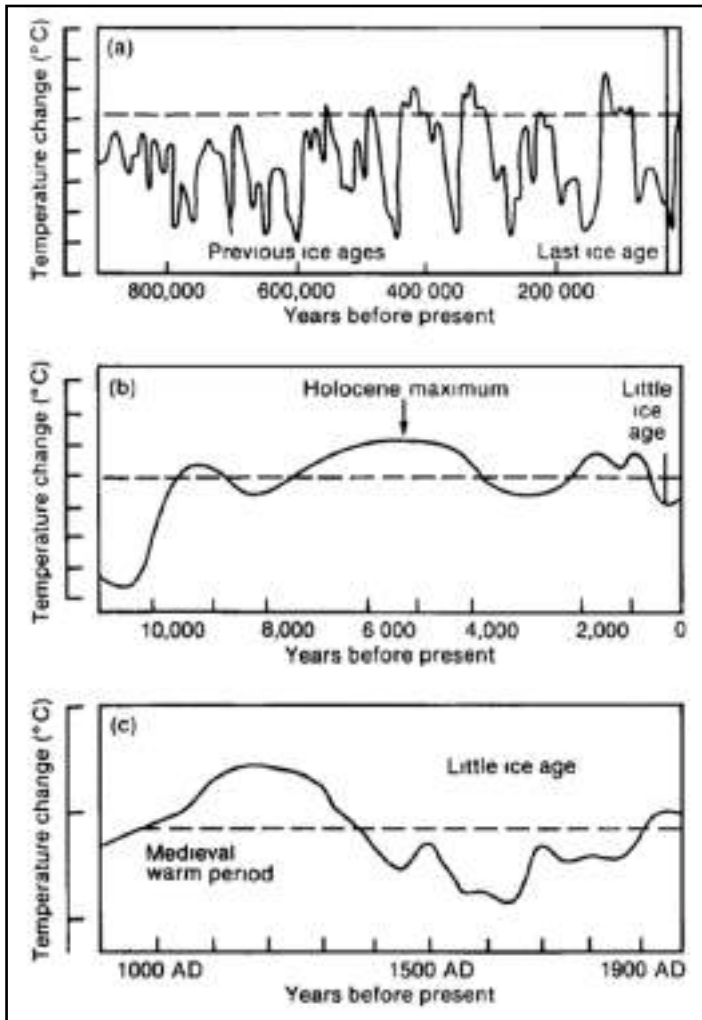 (a)
Temperature change (°C)
Previous ice ages
Last ice age
800,000
600,000
400 000
200 000
Years before present
(b)
Temperature change (°C)
Holocene maximum
Little
ice
age
10,000
8,000
6 000
4,000
2,000
0
Years before present
(c)
Temperature change (°C)
Little ice age
Medieval
warm period
1000 AD
1500 AD
1900 AD
Years before present